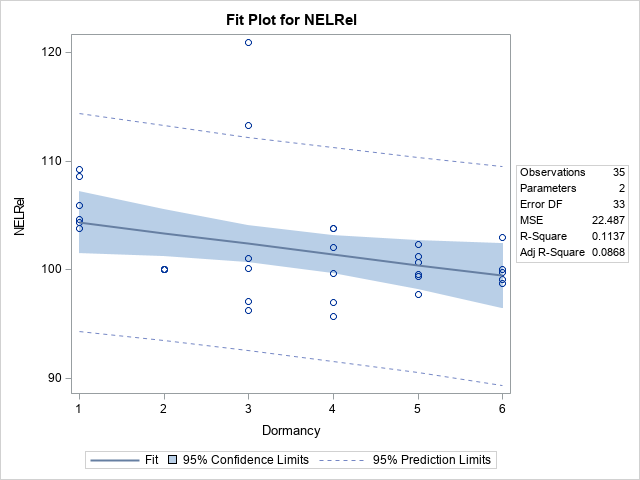 Fit Plot for NELRel
120
110
100
90
NELRel
1 2 3 4 5 6
Dormancy
Observations 35
Parameters 2
Error DF 33
MSE 22.487
R-Square 0.1137
Adj R-Square 0.0868
Fit 95% Confidence Limits 95% Prediction Limits